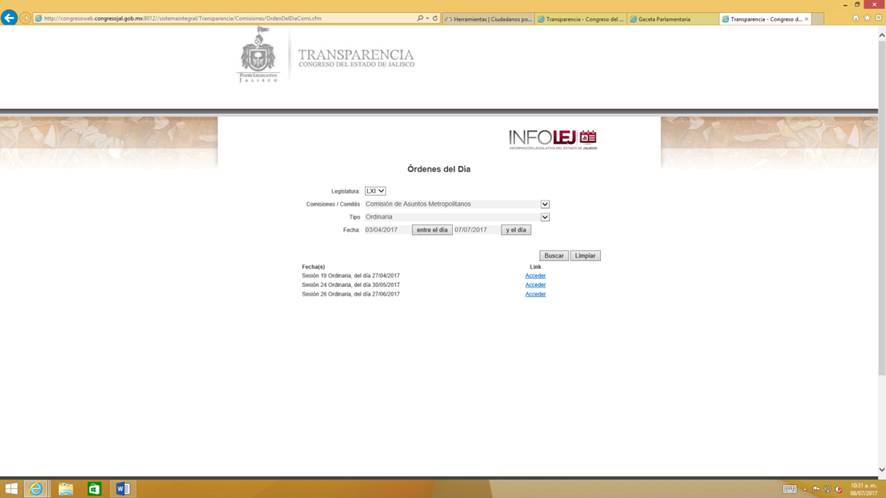 http://congresoweb.congresojal.gob.mx:8012//sistemaintegral/Transparencia/Comisiones/OrdenDelDiaComi.cfm
Herramientas | Ciudadanos po...
Transparencia - Congreso del ...
Gaceta Parlamentaria
Transparencia - Congreso d...
PODER LEGISLATIVO
JALISCO
TRANSPARENCIA
CONGRESO DEL ESTADO DE JALISCO
INFOLEJ
INFORMACIÓN LEGISLATIVA DEL ESTADO DE JALISCO
Órdenes del Día
Legislatura: LXI
Comisiones / Comités Comisión de Asuntos Metropolitanos
Tipo Ordinaria
Fecha: 03/04/2017 entre el día 07/07/2017 y el día
Buscar Limpiar
Fecha(s) Link
Sesión 19 Ordinaria, del día 27/04/2017 Acceder
Sesión 24 Ordinaria, del día 30/05/2017 Acceder
Sesión 26 Ordinaria, del día 27/06/2017 Acceder
10:31 a. m.
06/07/2017